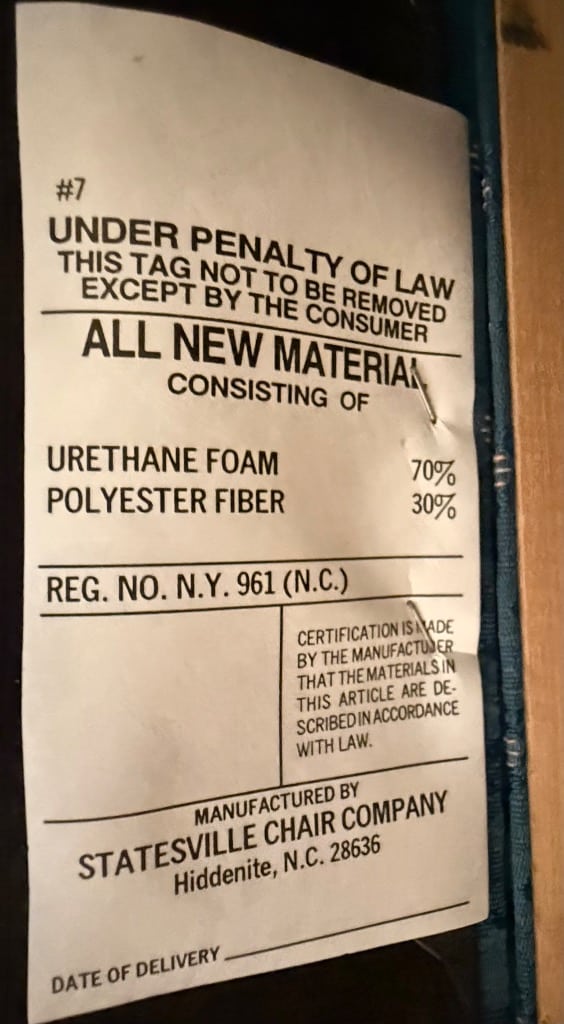 #7
UNDER PENALTY OF LAW
THIS TAG NOT TO BE REMOVED
EXCEPT BY THE CONSUMER
ALL NEW MATERIAL
CONSISTING OF
URETHANE FOAM 70%
POLYESTER FIBER 30%
REG. NO. N.Y. 961 (N.C.)
CERTIFICATION IS MADE
BY THE MANUFACTURER
THAT THE MATERIALS IN
THIS ARTICLE ARE DE-
SCRIBED IN ACCORDANCE
WITH LAW.
MANUFACTURED BY
STATESVILLE CHAIR COMPANY
Hiddenite, N.C. 28636
DATE OF DELIVERY